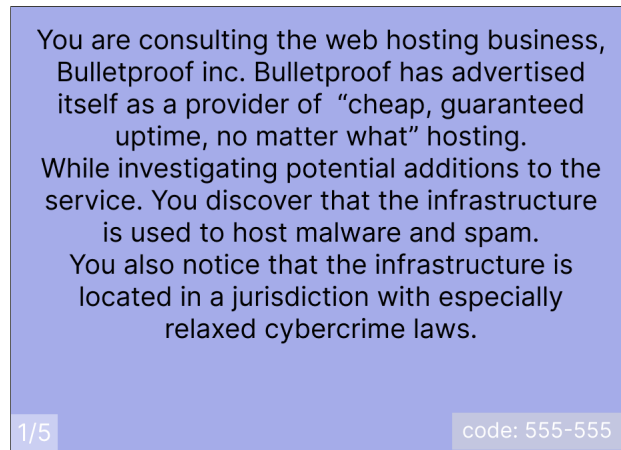 You are consulting the web hosting business,
Bulletproof inc. Bulletproof has advertised
itself as a provider of “cheap, guaranteed
uptime, no matter what” hosting.
While investigating potential additions to the
service. You discover that the infrastructure
is used to host malware and spam.
You also notice that the infrastructure is
located in a jurisdiction with especially
relaxed cybercrime laws.
1/5
code: 555-555